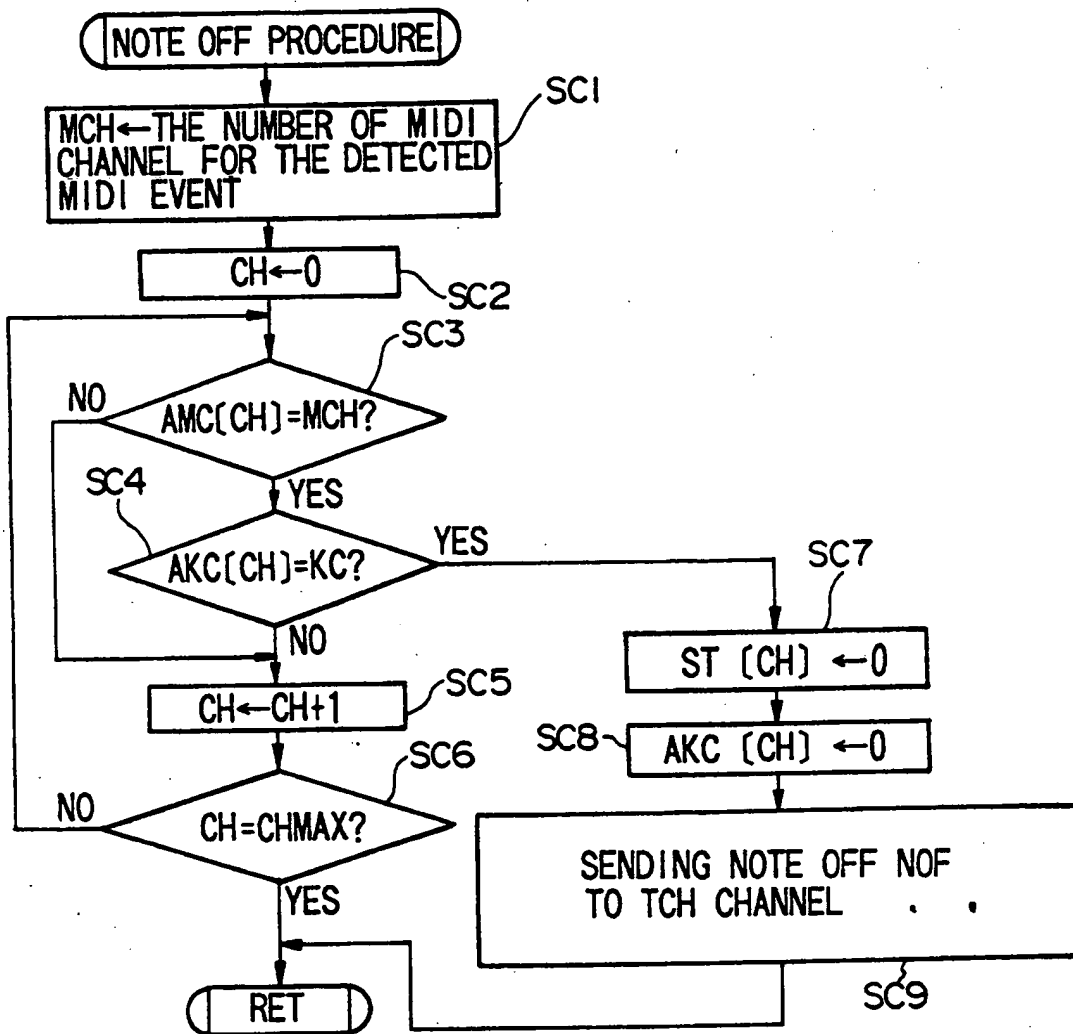 NOTE OFF PROCEDURE
SC1
MCH←THE NUMBER OF MIDI
CHANNEL FOR THE DETECTED
MIDI EVENT
CH←0
SC2
SC3
NO
AMC[CH]=MCH?
SC4
YES
AKC[CH]=KC?
YES
SC7
NO
ST [CH] ←0
CH←CH+1
SC5
SC8
AKC [CH] ←0
SC6
NO
CH=CHMAX?
SENDING NOTE OFF NOF
TO TCH CHANNEL
YES
SC9
RET